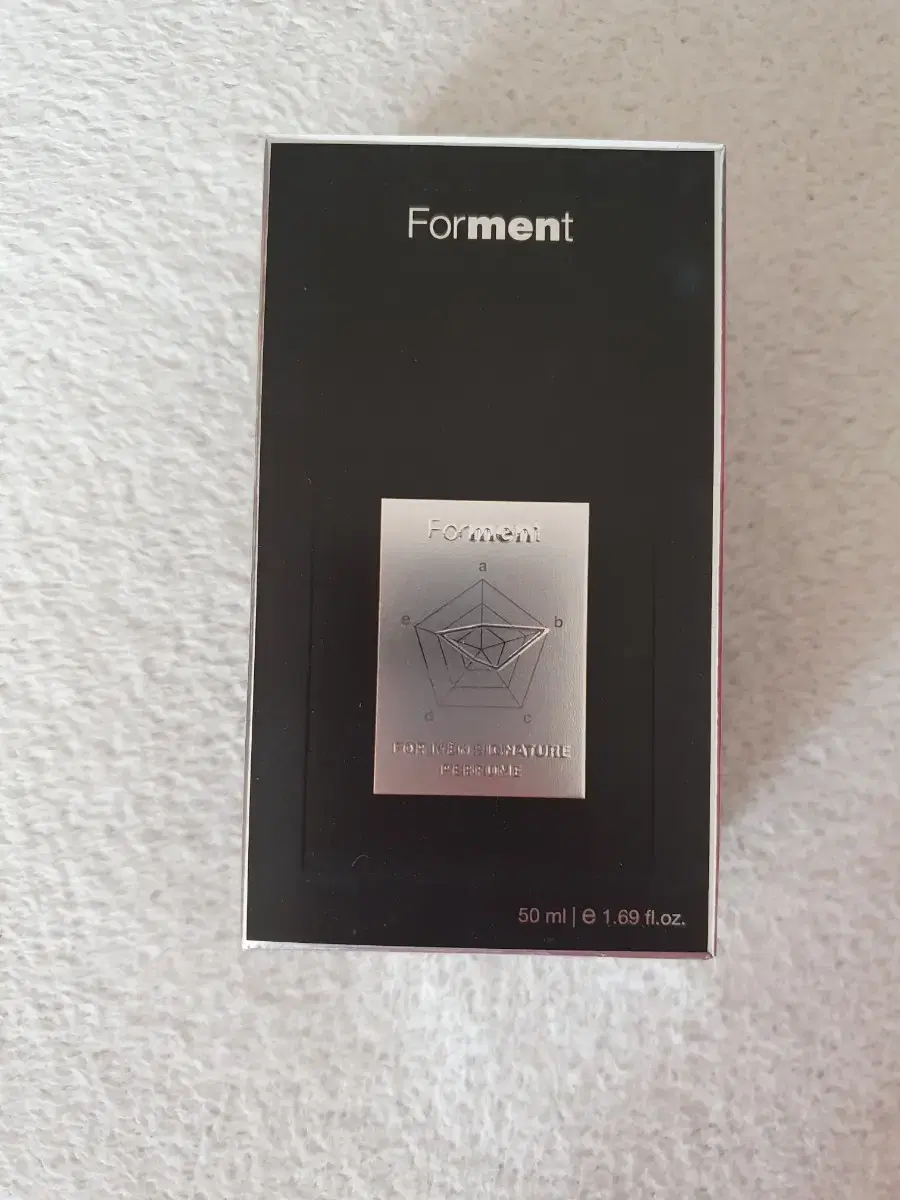 Forment
Forment
a
e
b
d
c
FOR MEN SIGNATURE
PERFUME
50 ml | e 1.69 fl.oz.